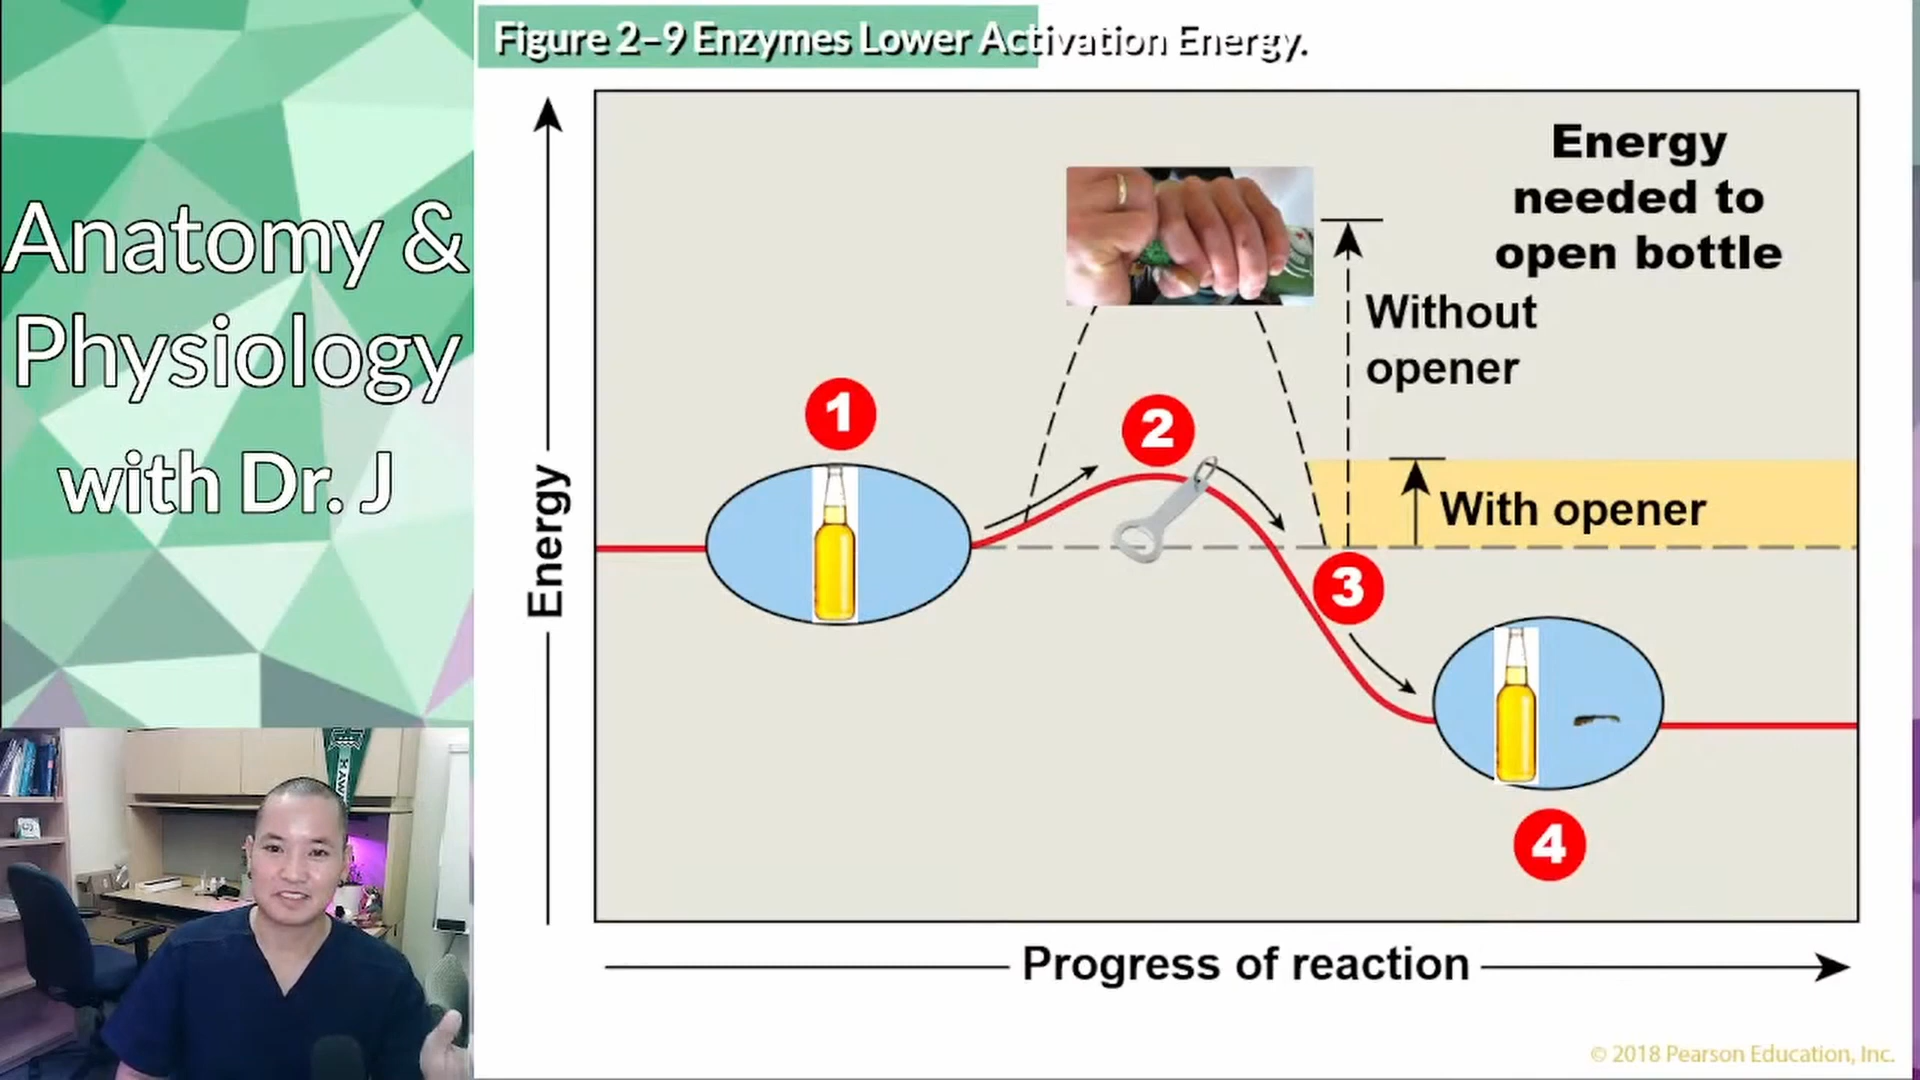 Figure 2–9 Enzymes Lower Activation Energy.
Anatomy &
Physiology
with Dr. J
Energy
needed to
open bottle
Without
opener
With opener
1
2
3
4
Energy
Progress of reaction
© 2018 Pearson Education, Inc.